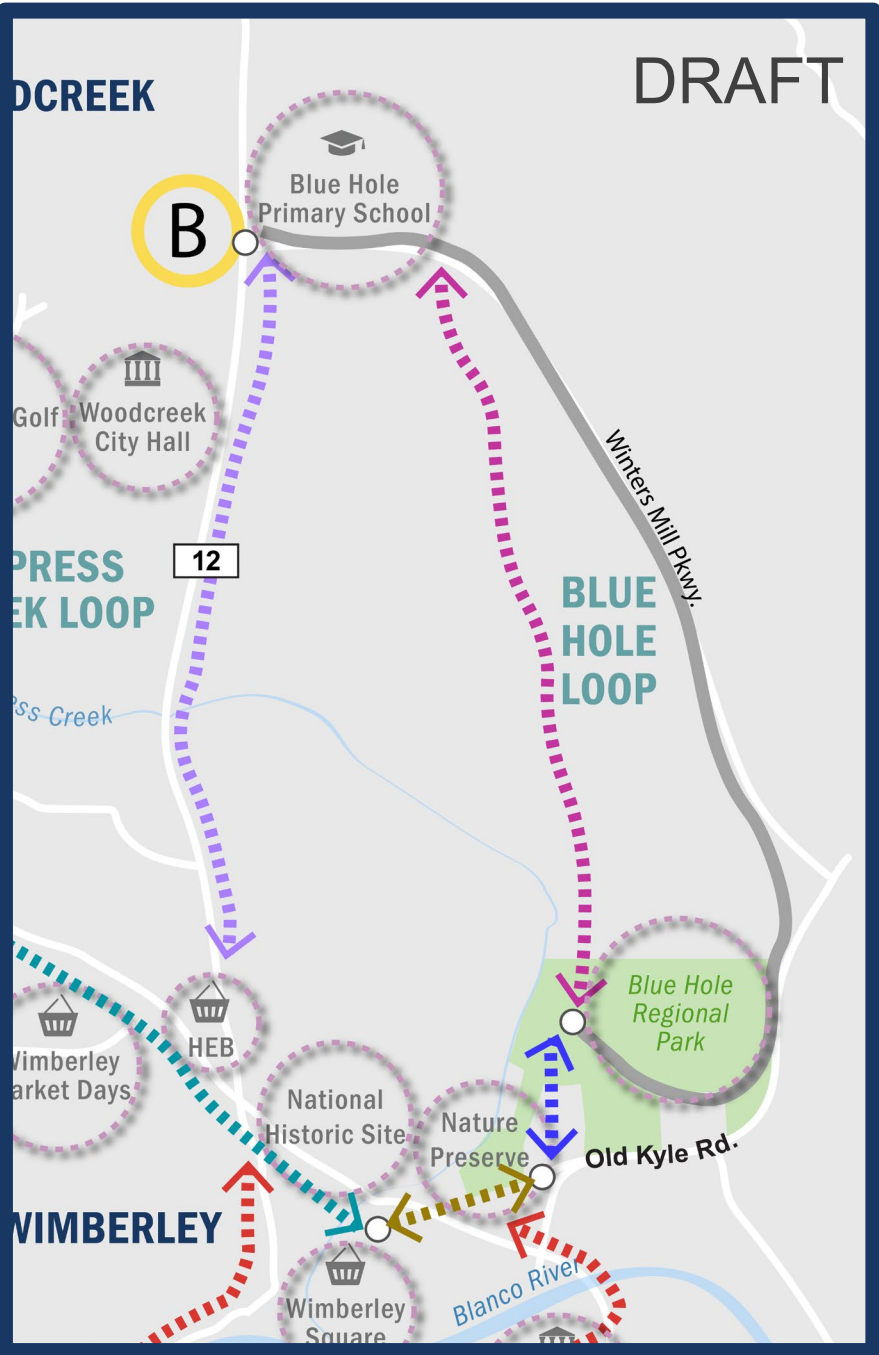 DCREEK
DRAFT
Blue Hole
Primary School
B
Golf
Woodcreek
City Hall
Winters Mill Pkwy.
12
PRESS
EK LOOP
BLUE
HOLE
LOOP
ess Creek
Blue Hole
Regional
Park
HEB
Wimberley
arket Days
National
Historic Site
Nature
Preserve
Old Kyle Rd.
WIMBERLEY
Blanco River
Wimberley
Square